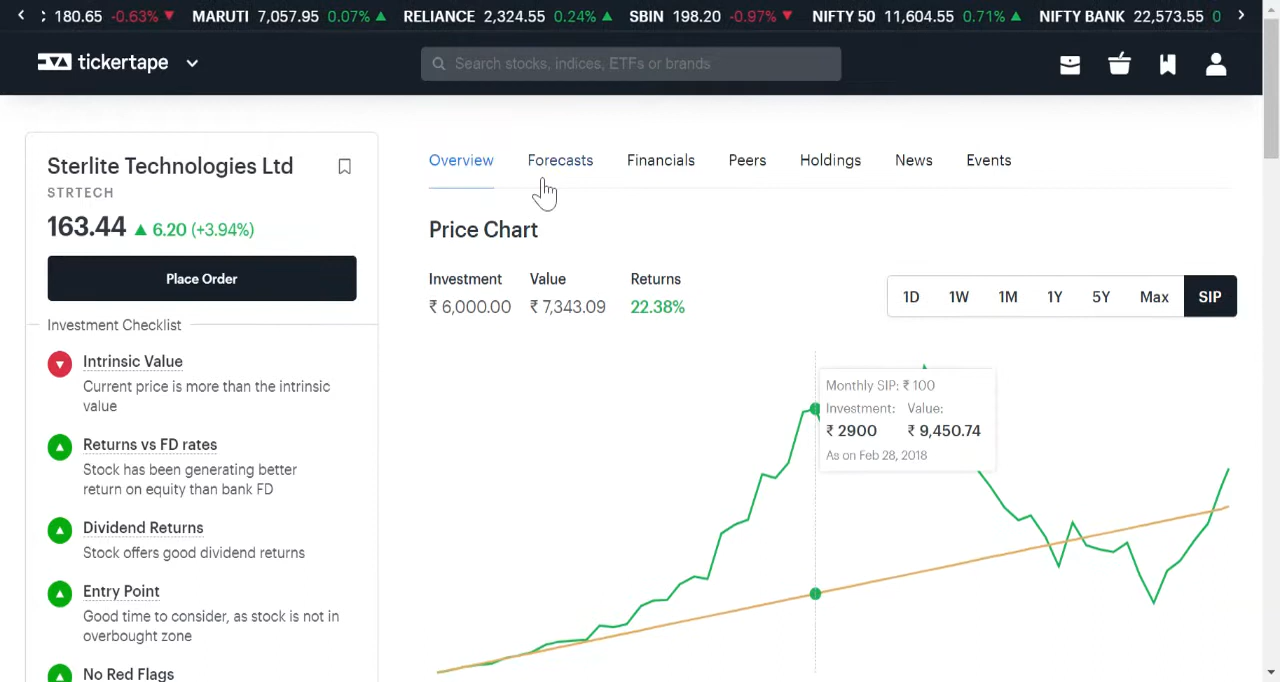 : 180.65 -0.63% ▼ MARUTI 7,057.95 0.07% ▲ RELIANCE 2,324.55 0.24% ▲ SBIN 198.20 -0.97% ▼ NIFTY 50 11,604.55 0.71% ▲ NIFTY BANK 22,573.55 0
tickertape
Search stocks, indices, ETFs or brands
Sterlite Technologies Ltd
STRTECH
163.44 ▲ 6.20 (+3.94%)
Place Order
Investment Checklist
Intrinsic Value
Current price is more than the intrinsic
value
Returns vs FD rates
Stock has been generating better
return on equity than bank FD
Dividend Returns
Stock offers good dividend returns
Entry Point
Good time to consider, as stock is not in
overbought zone
No Red Flags
Overview Forecasts Financials Peers Holdings News Events
Price Chart
Investment Value Returns
₹ 6,000.00 ₹ 7,343.09 22.38%
1D 1W 1M 1Y 5Y Max SIP
Monthly SIP: ₹ 100
Investment: Value:
₹ 2900 ₹ 9,450.74
As on Feb 28, 2018